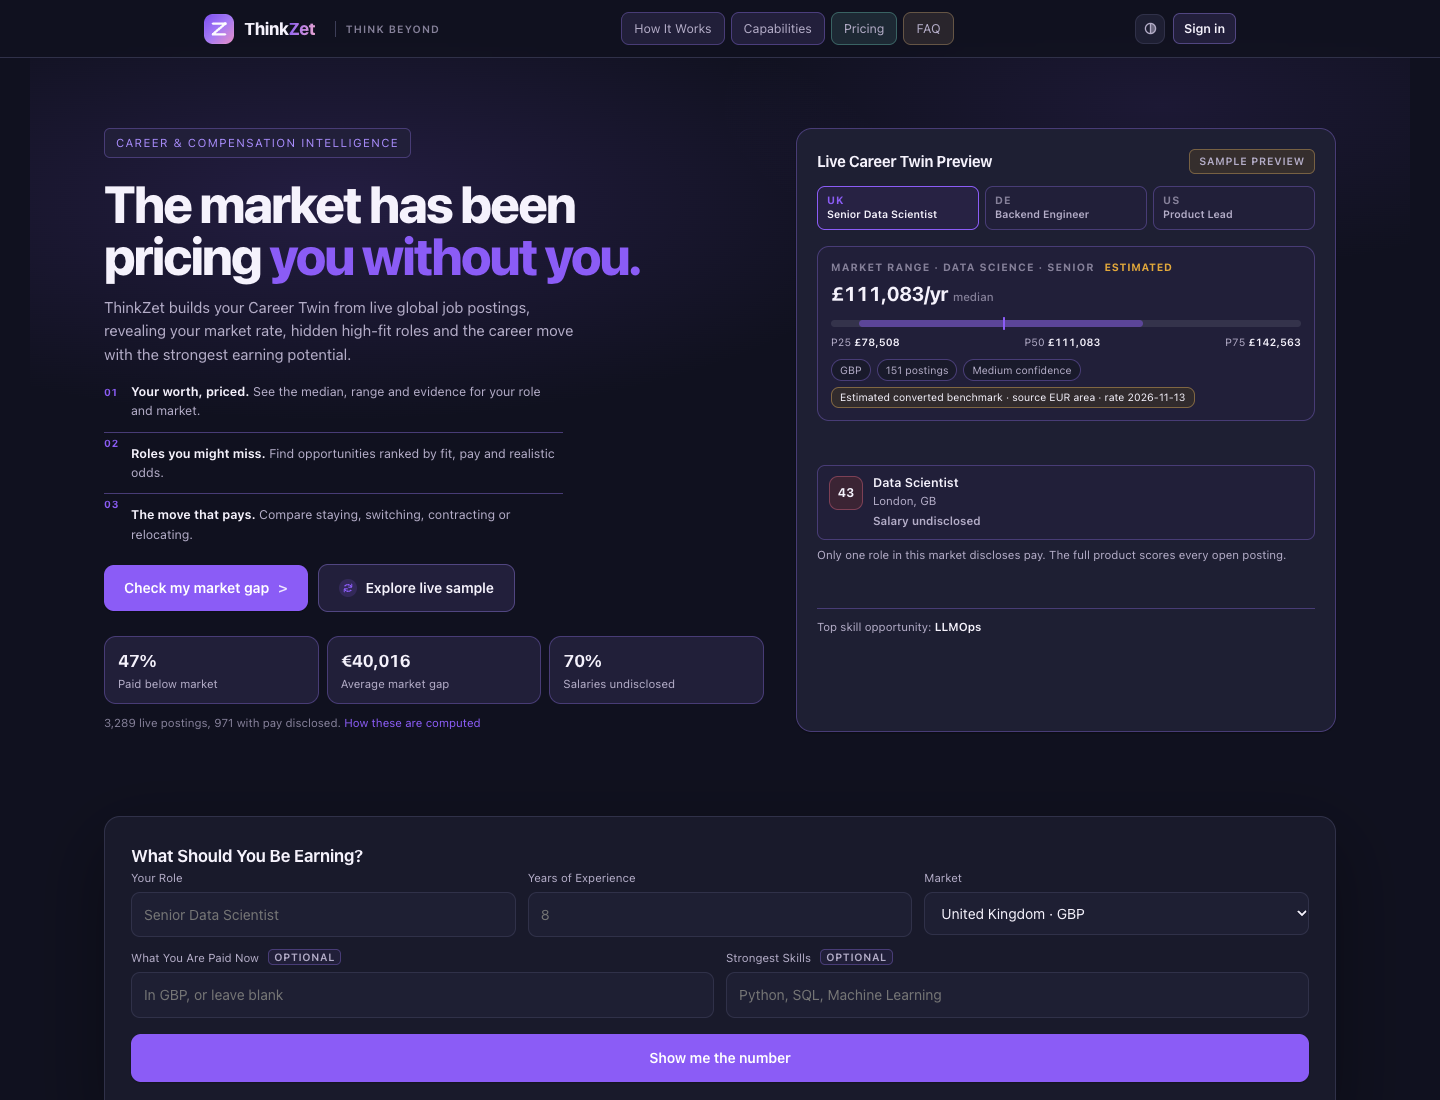 ThinkZet
THINK BEYOND
How It Works
Capabilities
Pricing
FAQ
Sign in
CAREER & COMPENSATION INTELLIGENCE
The market has been
pricing you without you.
ThinkZet builds your Career Twin from live global job postings,
revealing your market rate, hidden high-fit roles and the career move
with the strongest earning potential.
01 Your worth, priced. See the median, range and evidence for your role
and market.
02 Roles you might miss. Find opportunities ranked by fit, pay and realistic
odds.
03 The move that pays. Compare staying, switching, contracting or
relocating.
Check my market gap >
Explore live sample
47%
Paid below market
€40,016
Average market gap
70%
Salaries undisclosed
3,289 live postings, 971 with pay disclosed. How these are computed
Live Career Twin Preview
SAMPLE PREVIEW
UK
Senior Data Scientist
DE
Backend Engineer
US
Product Lead
MARKET RANGE · DATA SCIENCE · SENIOR ESTIMATED
£111,083/yr median
P25 £78,508
P50 £111,083
P75 £142,563
GBP
151 postings
Medium confidence
Estimated converted benchmark · source EUR area · rate 2026-11-13
43
Data Scientist
London, GB
Salary undisclosed
Only one role in this market discloses pay. The full product scores every open posting.
Top skill opportunity: LLMOps
What Should You Be Earning?
Your Role
Senior Data Scientist
Years of Experience
8
Market
United Kingdom · GBP
What You Are Paid Now OPTIONAL
In GBP, or leave blank
Strongest Skills OPTIONAL
Python, SQL, Machine Learning
Show me the number